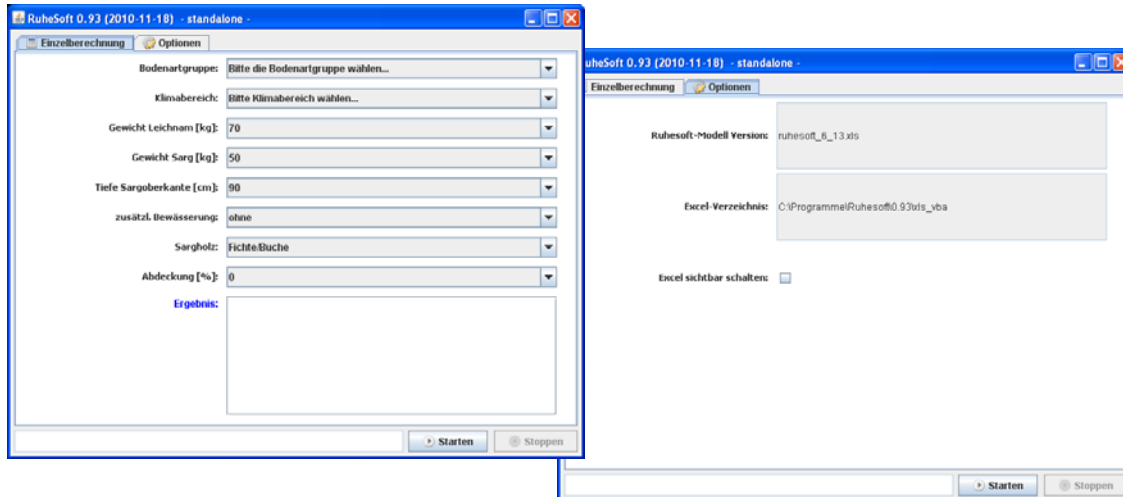 RuheSoft 0.93 (2010-11-18) - standalone -
Einzelberechnung Optionen
Bodenartgruppe: Bitte die Bodenartgruppe wählen...
Klimabereich: Bitte Klimabereich wählen...
Gewicht Leichnam [kg]: 70
Gewicht Sarg [kg]: 50
Tiefe Sargoberkante [cm]: 90
zusätzl. Bewässerung: ohne
Sargholz: Fichte/Buche
Abdeckung [%]: 0
Ergebnis:
Starten Stoppen
uheSoft 0.93 (2010-11-18) - standalone -
Einzelberechnung Optionen
Ruhesoft-Modell Version: ruhesoft_6_13.xls
Excel-Verzeichnis: C:\Programme\Ruhesoft\0.93\xls_vba
Excel sichtbar schalten:
Starten Stoppen